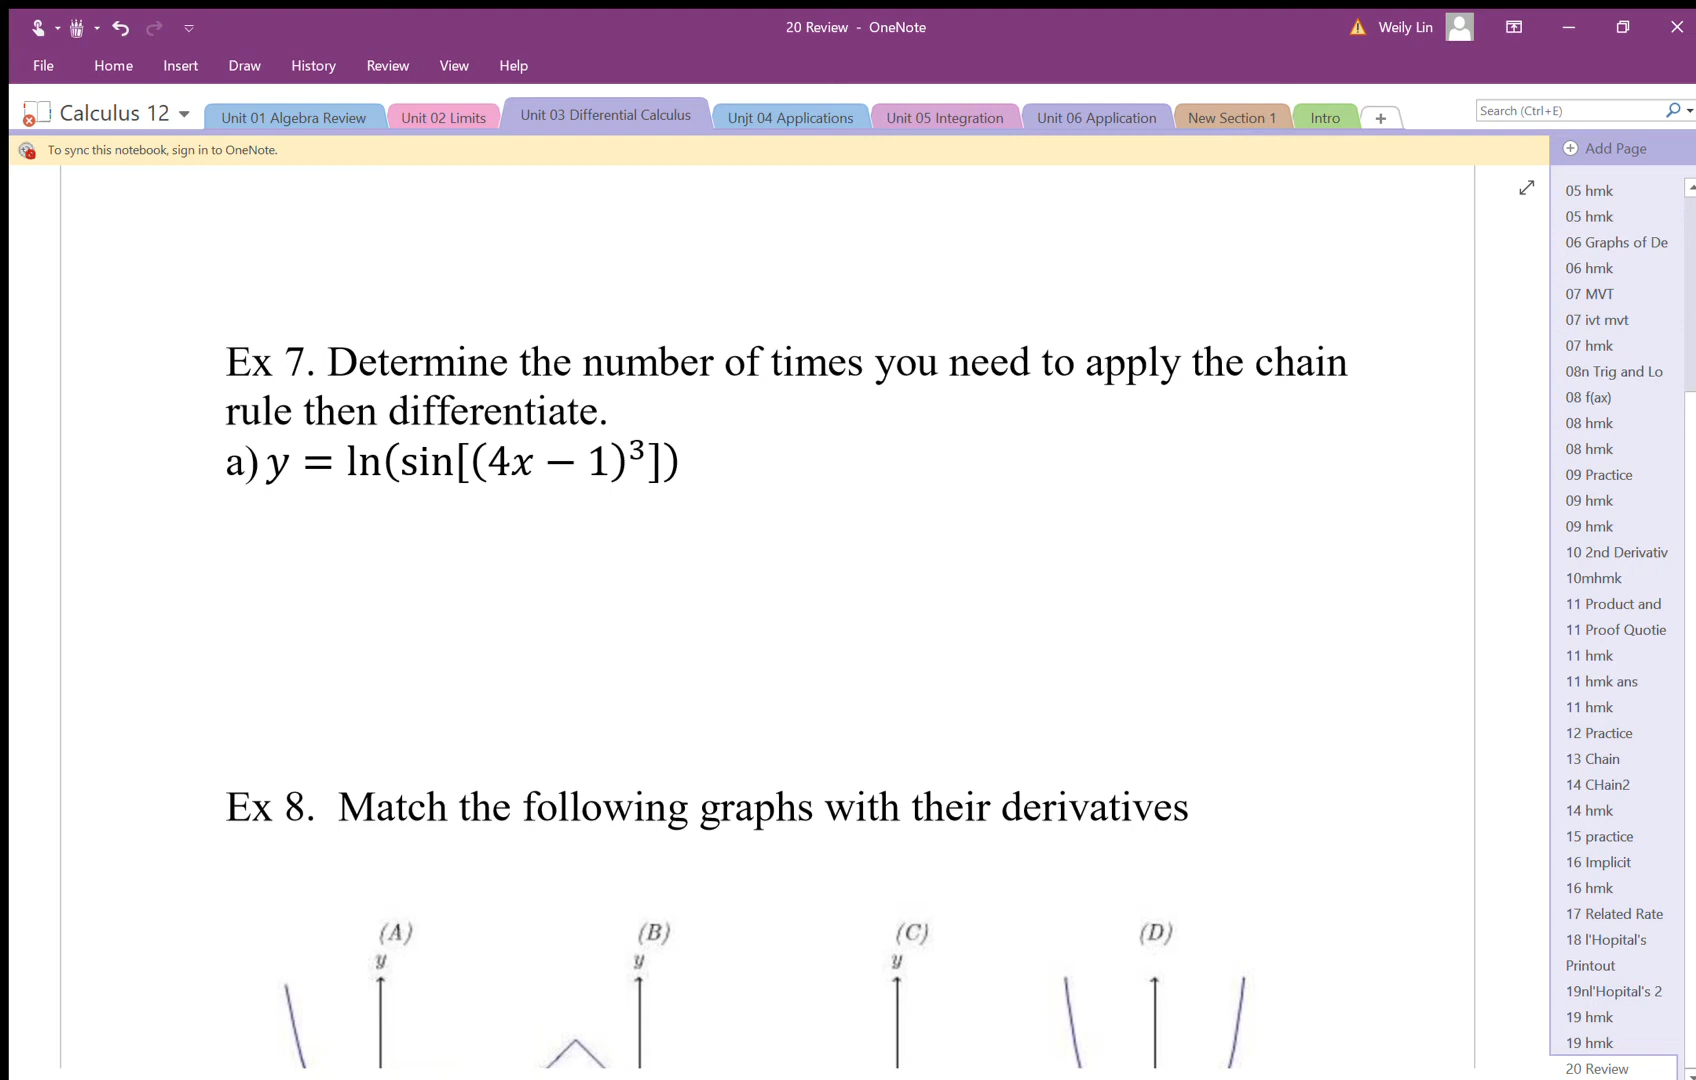 20 Review - OneNote
Weily Lin
File Home Insert Draw History Review View Help
Calculus 12
Unit 01 Algebra Review
Unit 02 Limits
Unit 03 Differential Calculus
Unjt 04 Applications
Unit 05 Integration
Unit 06 Application
New Section 1
Intro
Search (Ctrl+E)
To sync this notebook, sign in to OneNote.
Ex 7. Determine the number of times you need to apply the chain
rule then differentiate.
a) y = ln(sin[(4x − 1)³])
Ex 8. Match the following graphs with their derivatives
(A) (B) (C) (D)
y y y
Add Page
05 hmk
05 hmk
06 Graphs of De
06 hmk
07 MVT
07 ivt mvt
07 hmk
08n Trig and Lo
08 f(ax)
08 hmk
08 hmk
09 Practice
09 hmk
09 hmk
10 2nd Derivativ
10mhmk
11 Product and
11 Proof Quotie
11 hmk
11 hmk ans
11 hmk
12 Practice
13 Chain
14 CHain2
14 hmk
15 practice
16 Implicit
16 hmk
17 Related Rate
18 l'Hopital's
Printout
19nl'Hopital's 2
19 hmk
19 hmk
20 Review